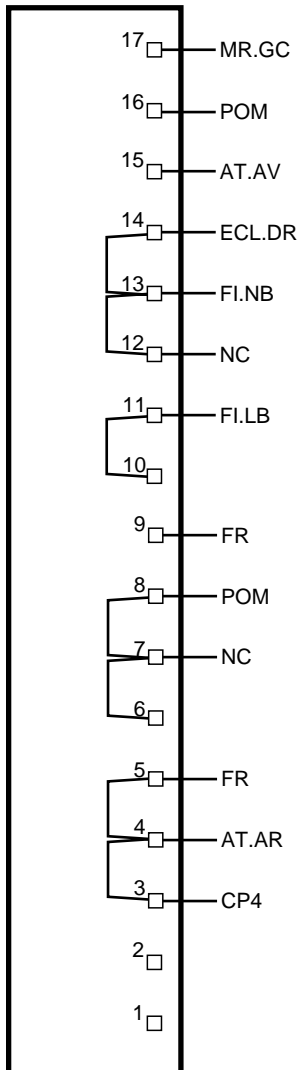 17 MR.GC
16 POM
15 AT.AV
14 ECL.DR
13 FI.NB
12 NC
11 FI.LB
10
9 FR
8 POM
7 NC
6
5 FR
4 AT.AR
3 CP4
2
1